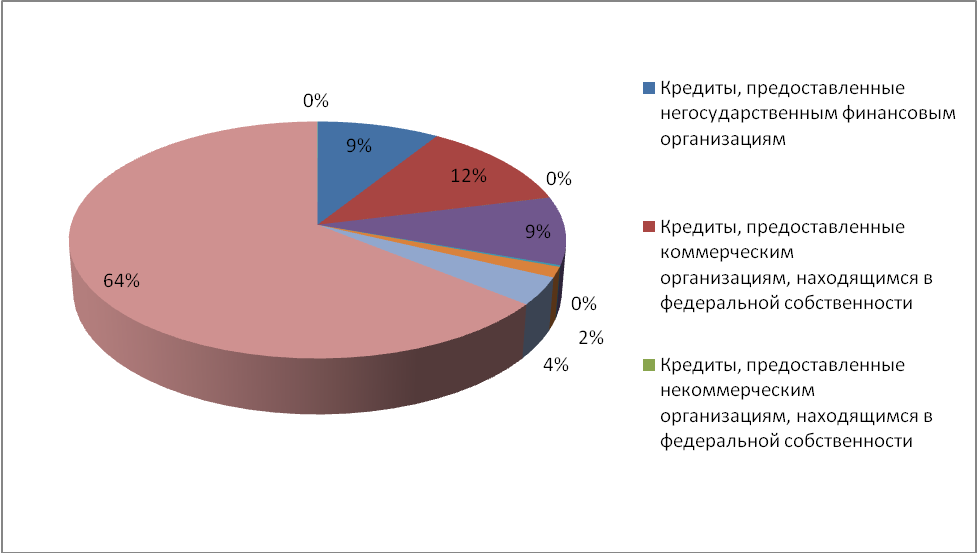 0%
9%
12%
0%
9%
64%
0%
2%
4%
Кредиты, предоставленные
негосударственным финансовым
организациям
Кредиты, предоставленные
коммерческим
организациям, находящимся в
федеральной собственности
Кредиты, предоставленные
некоммерческим
организациям, находящимся в
федеральной собственности